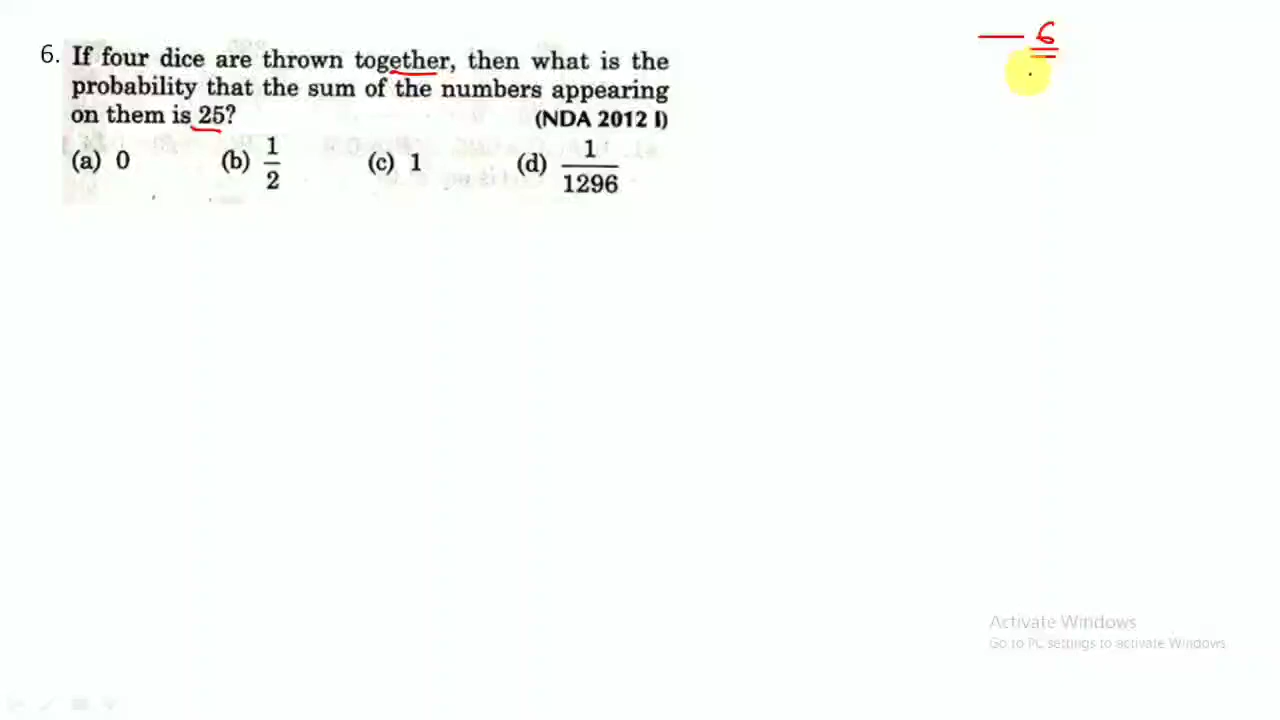 — 6
6. If four dice are thrown together, then what is the
probability that the sum of the numbers appearing
on them is 25?
(NDA 2012 I)
(a) 0 (b) 1/2 (c) 1 (d) 1/1296
Activate Windows
Go to PC settings to activate Windows.